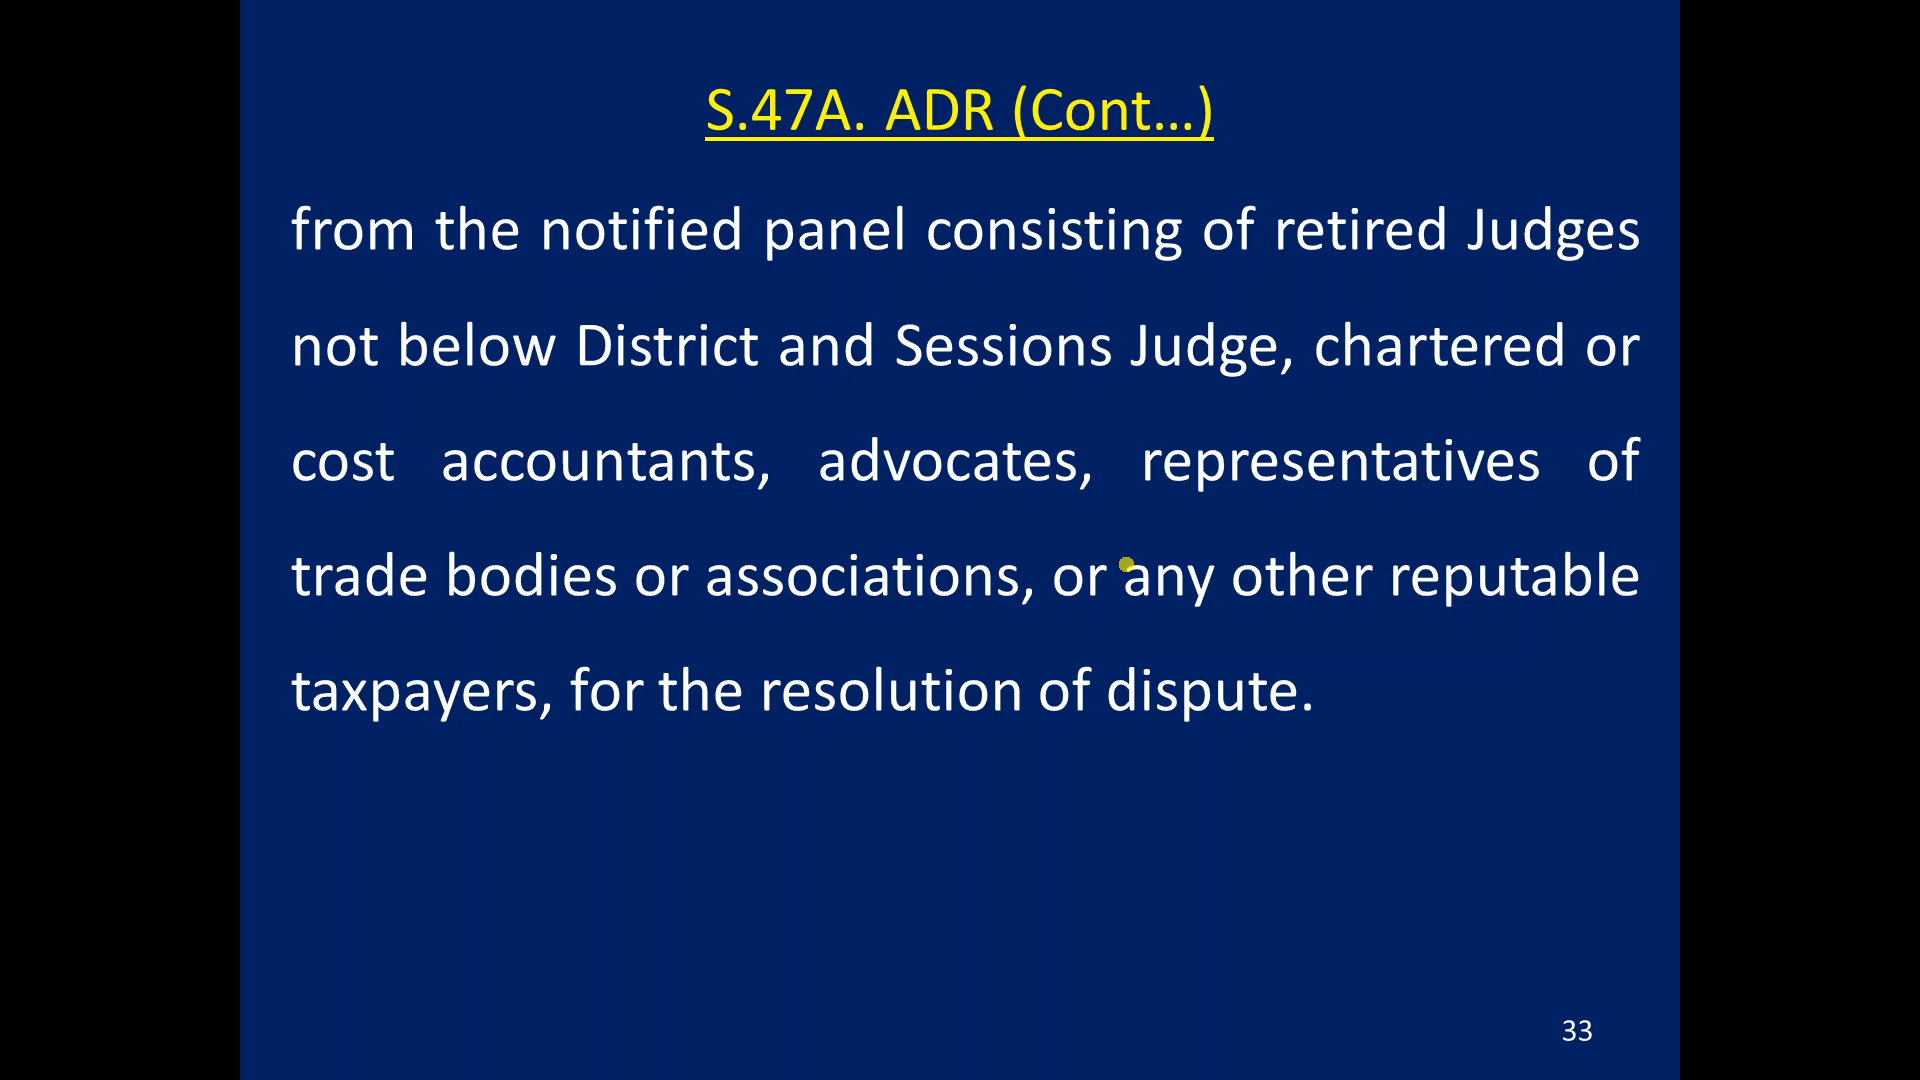 S.47A. ADR (Cont…)
from the notified panel consisting of retired Judges
not below District and Sessions Judge, chartered or
cost accountants, advocates, representatives of
trade bodies or associations, or any other reputable
taxpayers, for the resolution of dispute.
33